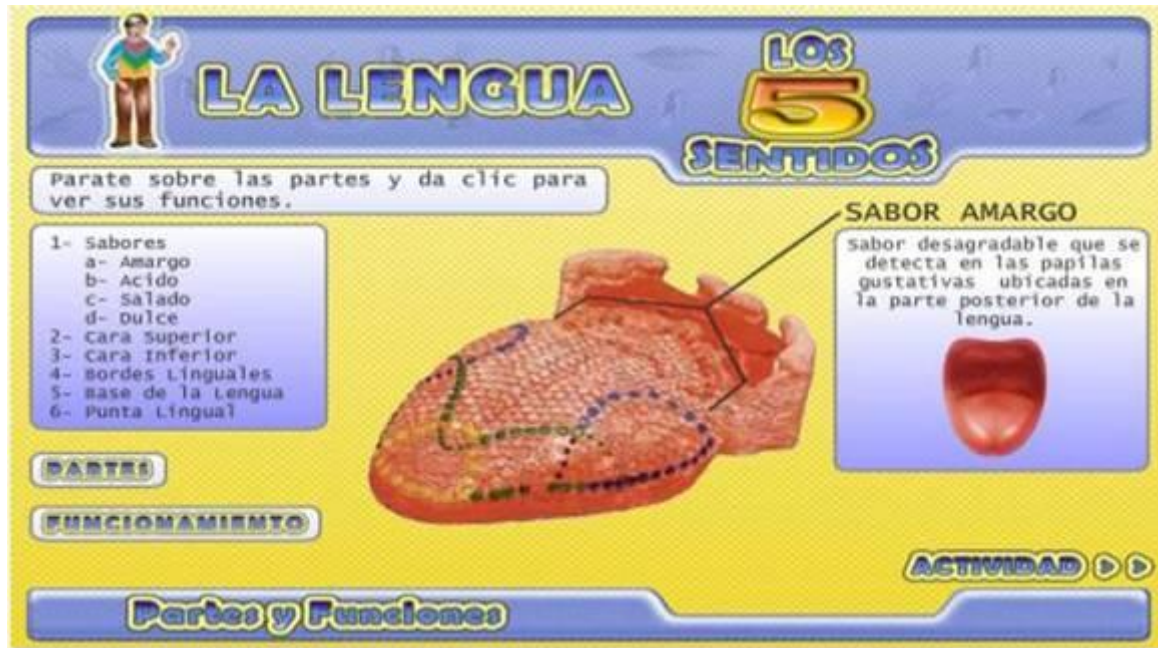 LA LENGUA
LOS
5
SENTIDOS
Parate sobre las partes y da clic para
ver sus funciones.
1- Sabores
a- Amargo
b- Acido
c- Salado
d- Dulce
2- Cara Superior
3- Cara Inferior
4- Bordes Linguales
5- Base de la Lengua
6- Punta Lingual
SABOR AMARGO
Sabor desagradable que se
detecta en las papilas
gustativas ubicadas en
la parte posterior de la
lengua.
PARTES
FUNCIONAMIENTO
ACTIVIDAD
Partes y Funciones